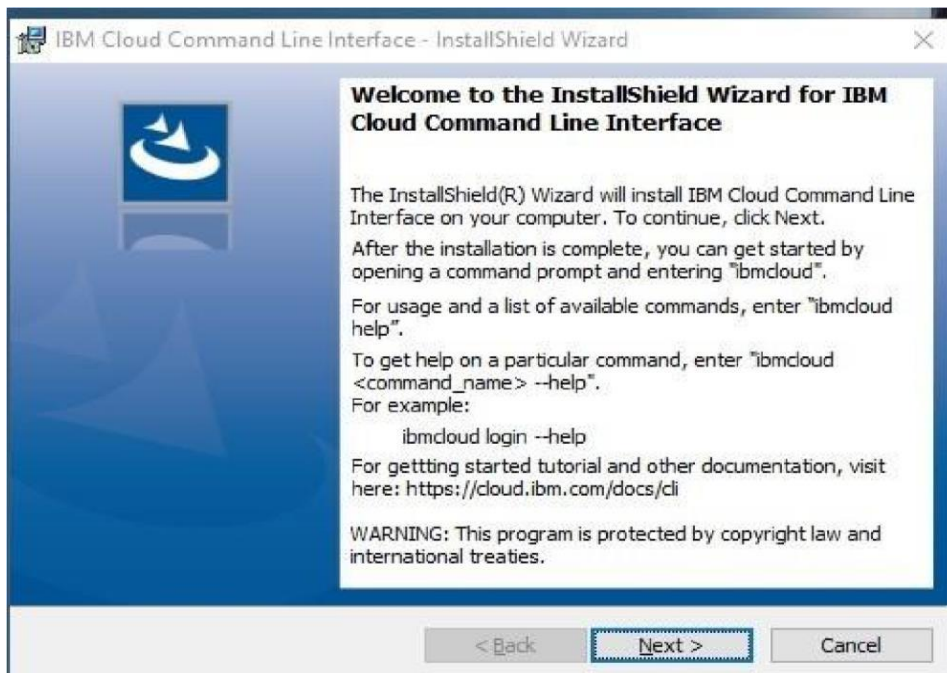 IBM Cloud Command Line Interface - InstallShield Wizard
Welcome to the InstallShield Wizard for IBM
Cloud Command Line Interface
The InstallShield(R) Wizard will install IBM Cloud Command Line
Interface on your computer. To continue, click Next.
After the installation is complete, you can get started by
opening a command prompt and entering "ibmcloud".
For usage and a list of available commands, enter "ibmcloud
help".
To get help on a particular command, enter "ibmcloud
<command_name> --help".
For example:
ibmcloud login --help
For gettting started tutorial and other documentation, visit
here: https://cloud.ibm.com/docs/cli
WARNING: This program is protected by copyright law and
international treaties.
< Back
Next >
Cancel